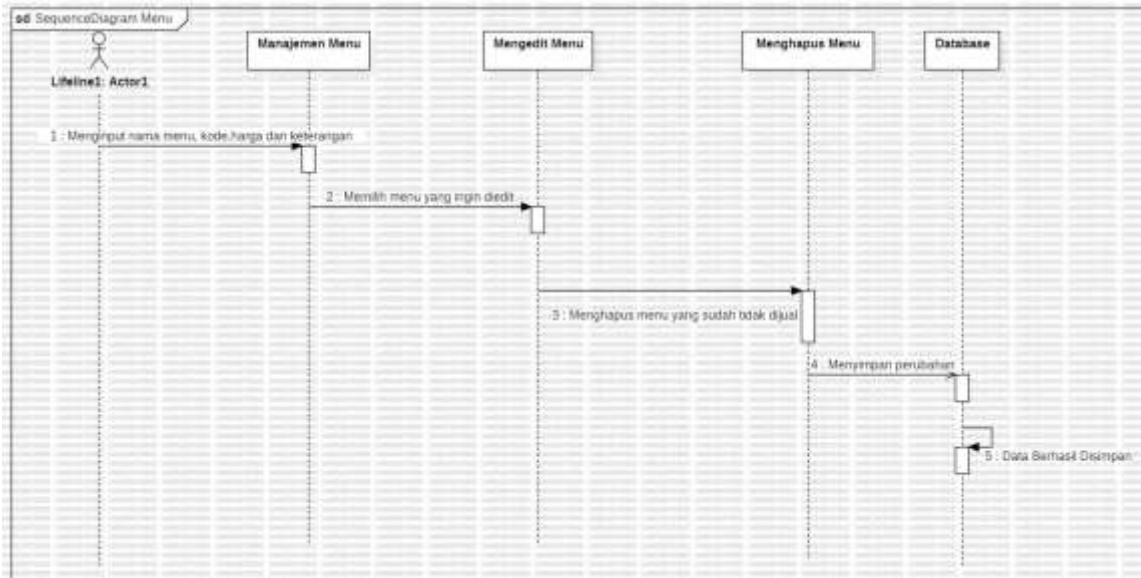 sd SequenceDiagram Menu
Manajemen Menu
Mengedit Menu
Menghapus Menu
Database
Lifeline1: Actor1
1 : Menginput nama menu, kode,harga dan keterangan
2 : Memilih menu yang ingin diedit
3 : Menghapus menu yang sudah tidak dijual
4 : Menyimpan perubahan
5 : Data Berhasil Disimpan